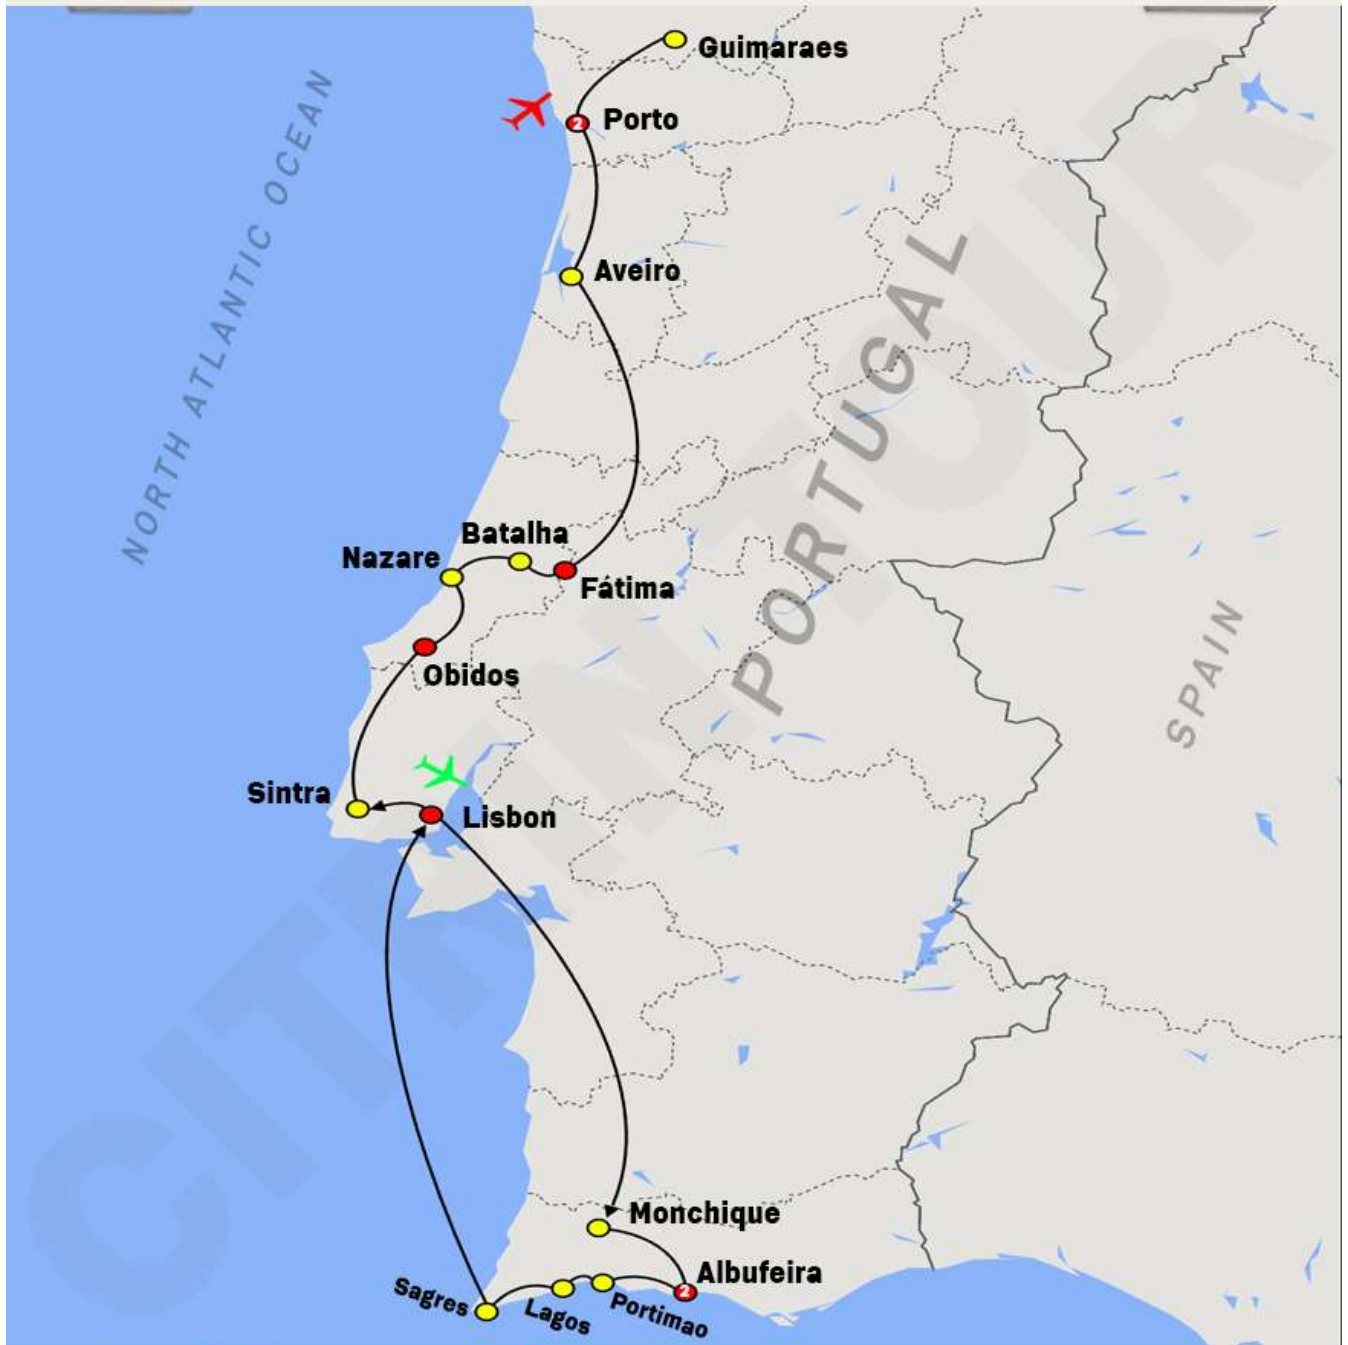 Guimaraes
2
Porto
NORTH ATLANTIC OCEAN
Aveiro
PORTUGAL
Batalha
Nazare
Fátima
SPAIN
Obidos
Sintra
Lisbon
Monchique
Albufeira
2
Sagres
Lagos
Portimao